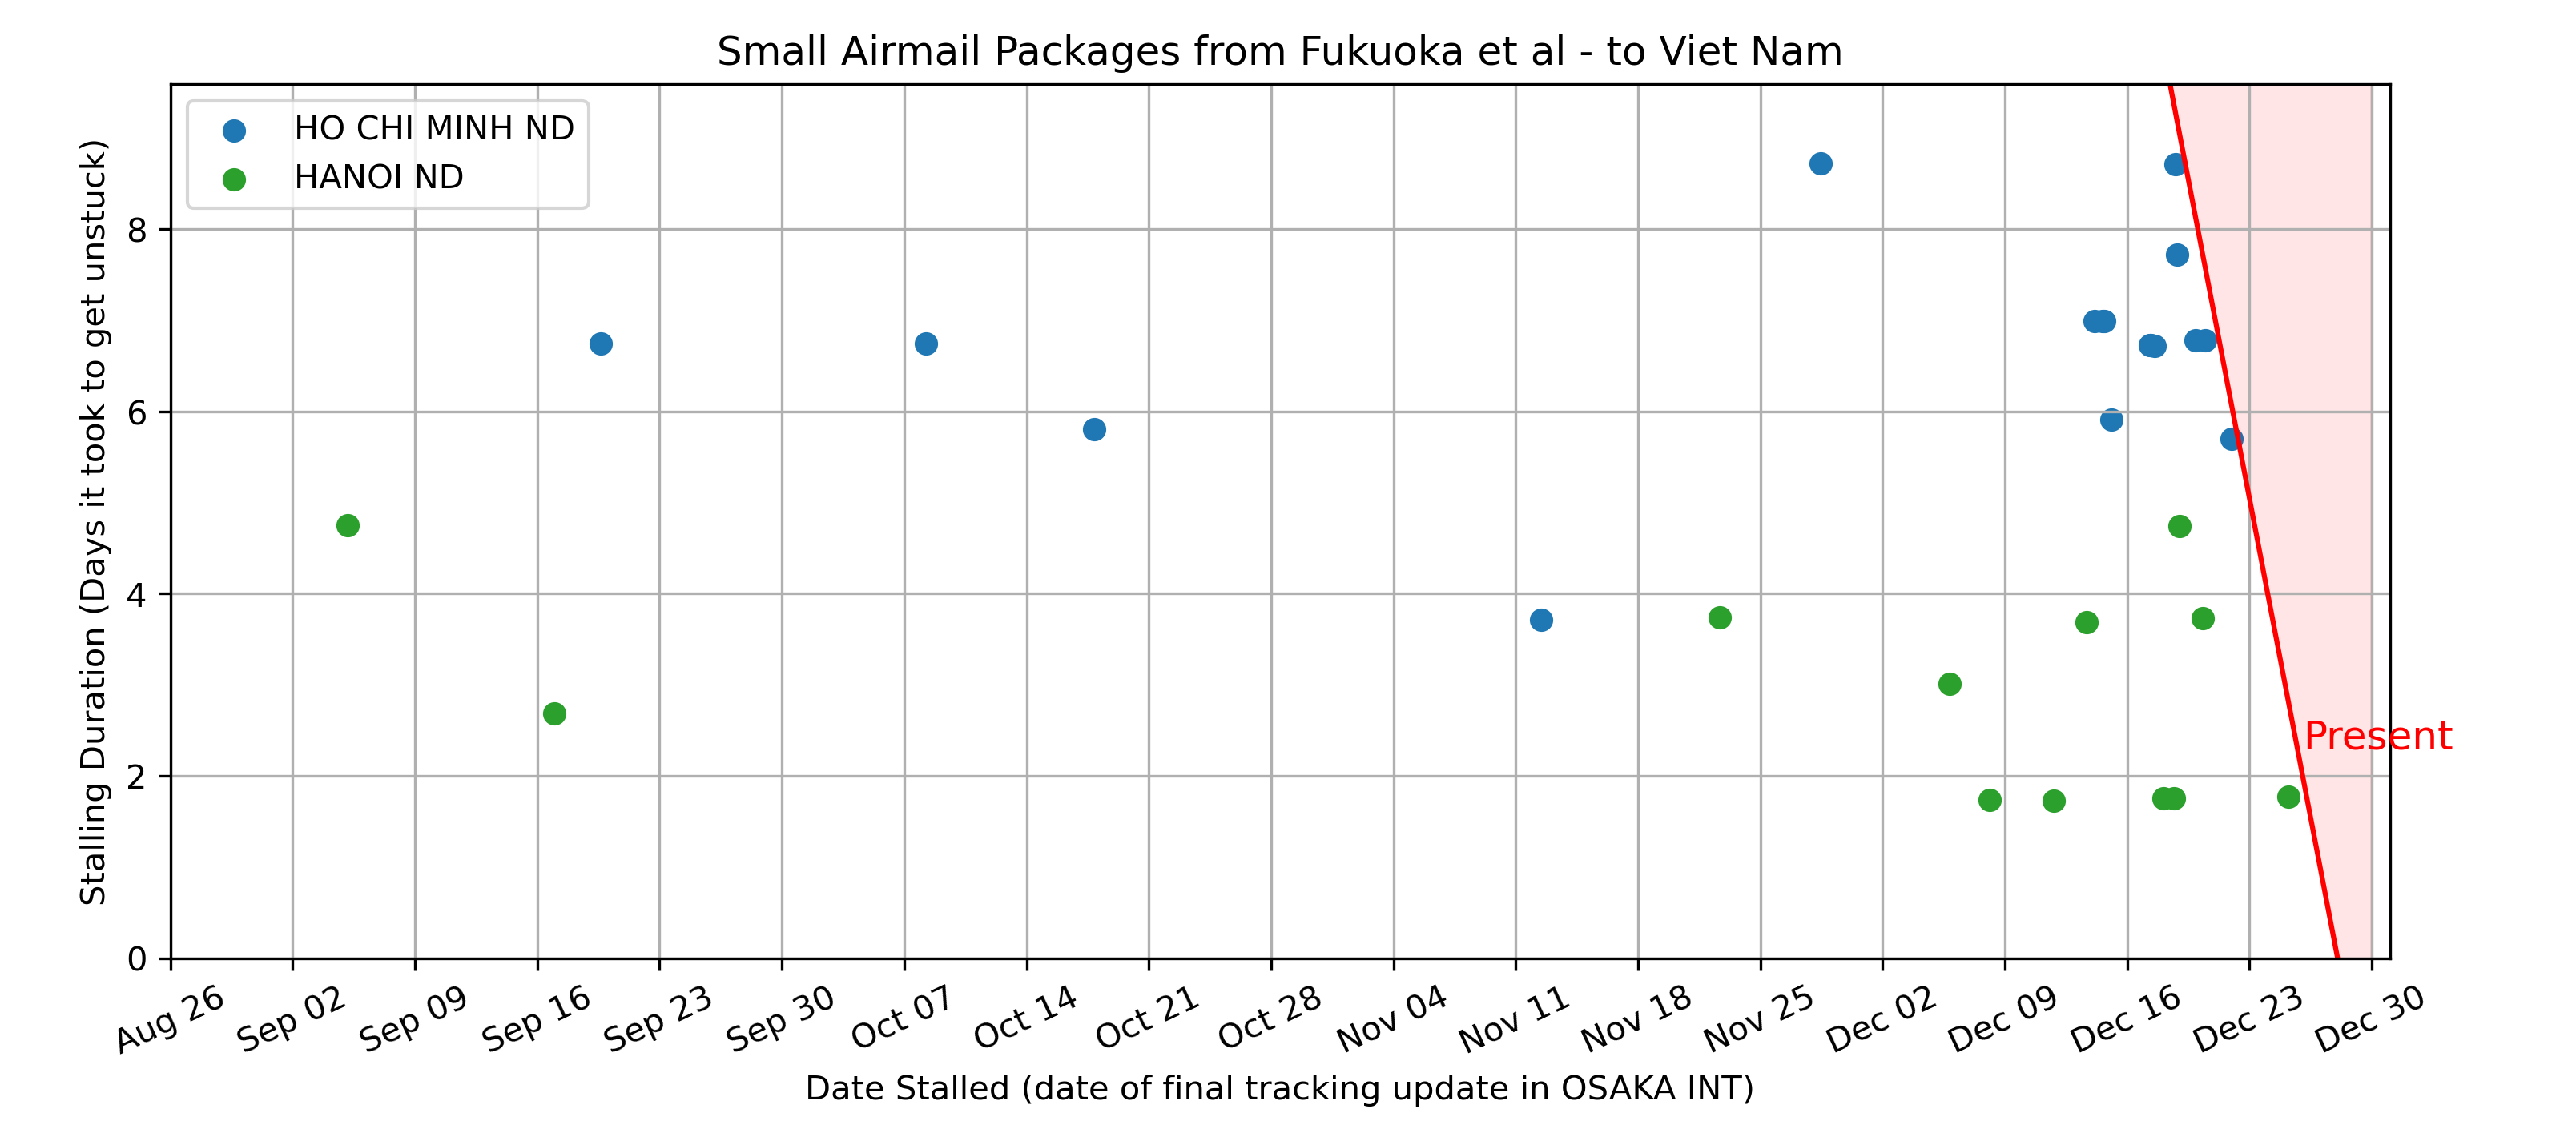 Small Airmail Packages from Fukuoka et al - to Viet Nam
HO CHI MINH ND
HANOI ND
Stalling Duration (Days it took to get unstuck)
8
6
4
2
0
Present
Aug 26
Sep 02
Sep 09
Sep 16
Sep 23
Sep 30
Oct 07
Oct 14
Oct 21
Oct 28
Nov 04
Nov 11
Nov 18
Nov 25
Dec 02
Dec 09
Dec 16
Dec 23
Dec 30
Date Stalled (date of final tracking update in OSAKA INT)